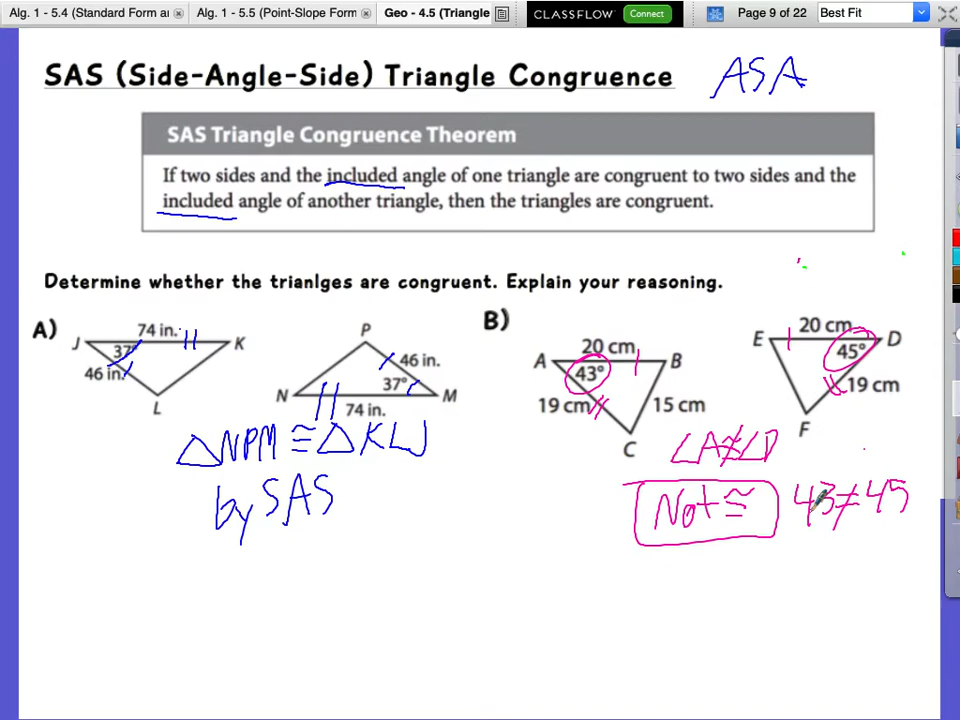 Alg. 1 - 5.4 (Standard Form ar
Alg. 1 - 5.5 (Point-Slope Form
Geo - 4.5 (Triangle
CLASSFLOW Connect
Page 9 of 22
Best Fit
SAS (Side-Angle-Side) Triangle Congruence ASA
SAS Triangle Congruence Theorem
If two sides and the included angle of one triangle are congruent to two sides and the
included angle of another triangle, then the triangles are congruent.
Determine whether the trianlges are congruent. Explain your reasoning.
A)
J 74 in. K
37°
46 in.
L
P
46 in.
37°
N M
74 in.
△NPM ≅ △KLJ
by SAS
B)
A 20 cm B
43°
19 cm 15 cm
C
E 20 cm D
45°
19 cm
F
∠A≇∠D
Not ≅ 43≠45